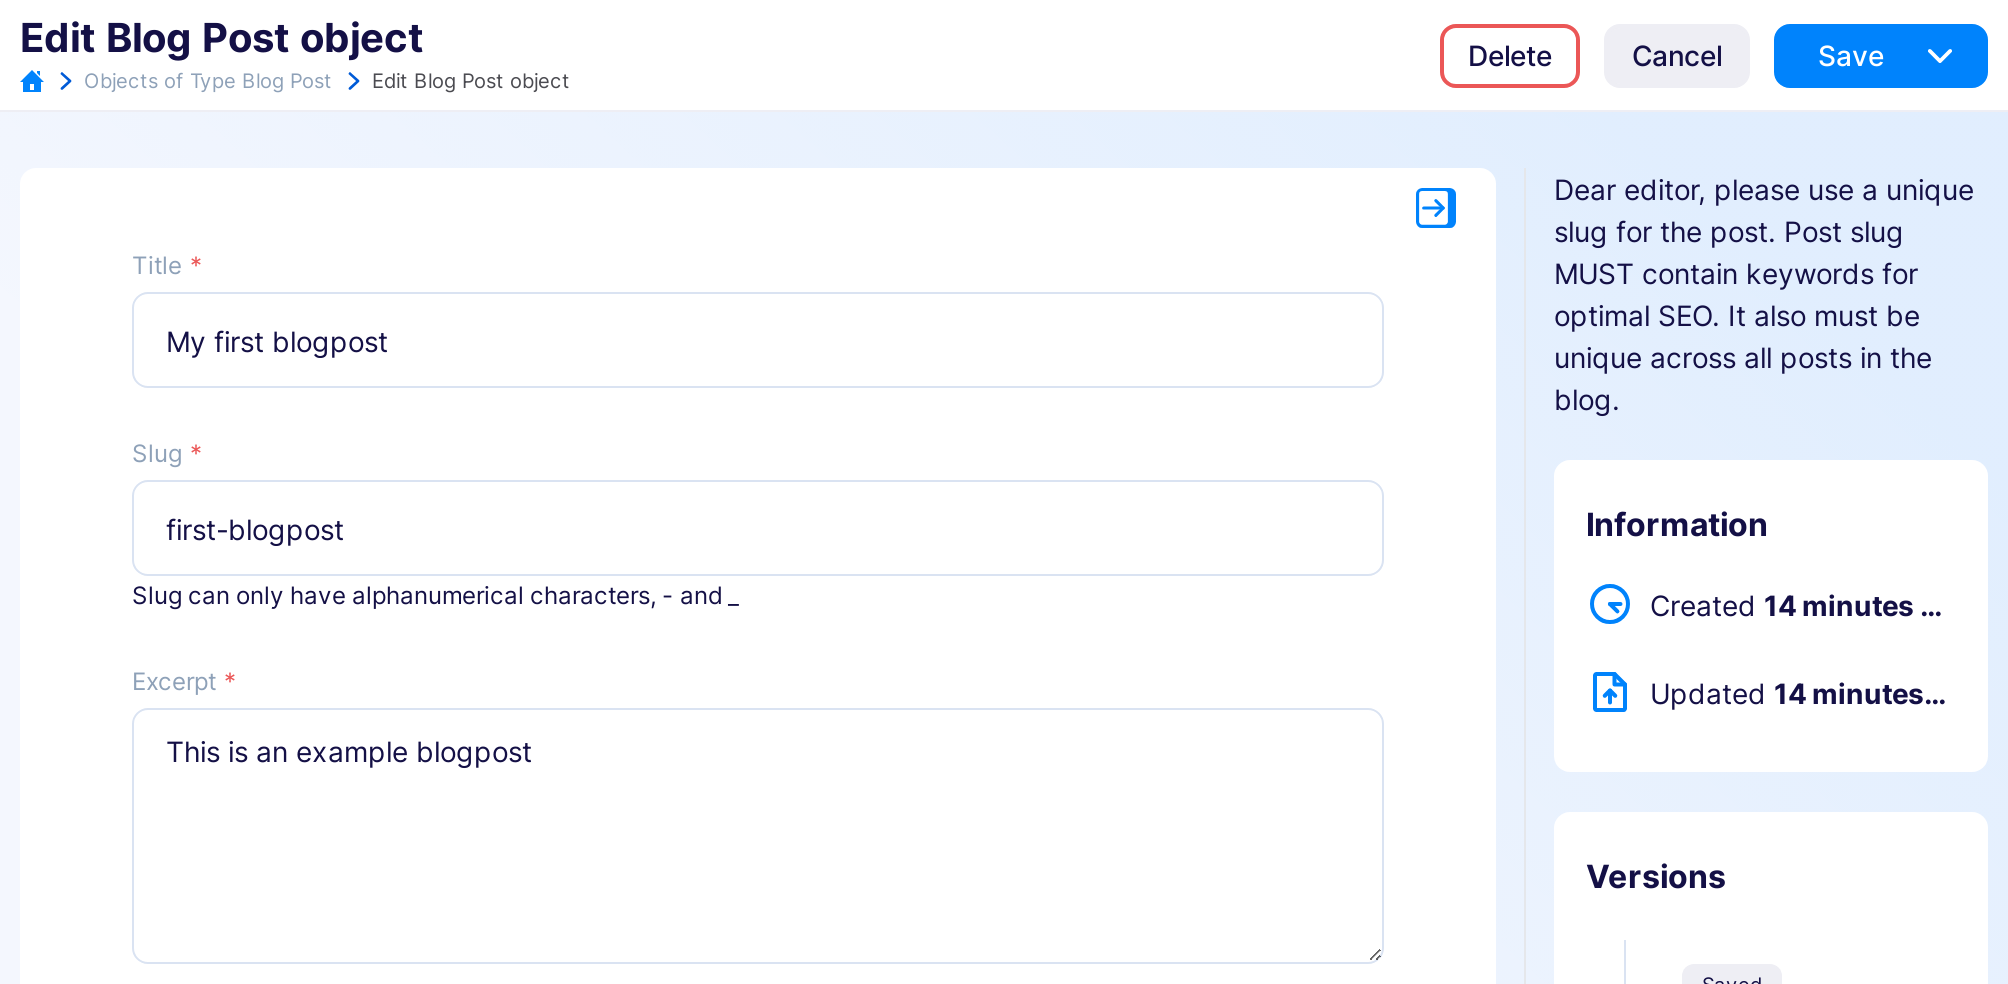 Edit Blog Post object
Objects of Type Blog Post
Edit Blog Post object
Delete
Cancel
Save
Title *
My first blogpost
Slug *
first-blogpost
Slug can only have alphanumerical characters, - and _
Excerpt *
This is an example blogpost
Dear editor, please use a unique
slug for the post. Post slug
MUST contain keywords for
optimal SEO. It also must be
unique across all posts in the
blog.
Information
Created 14 minutes ...
Updated 14 minutes...
Versions
Saved